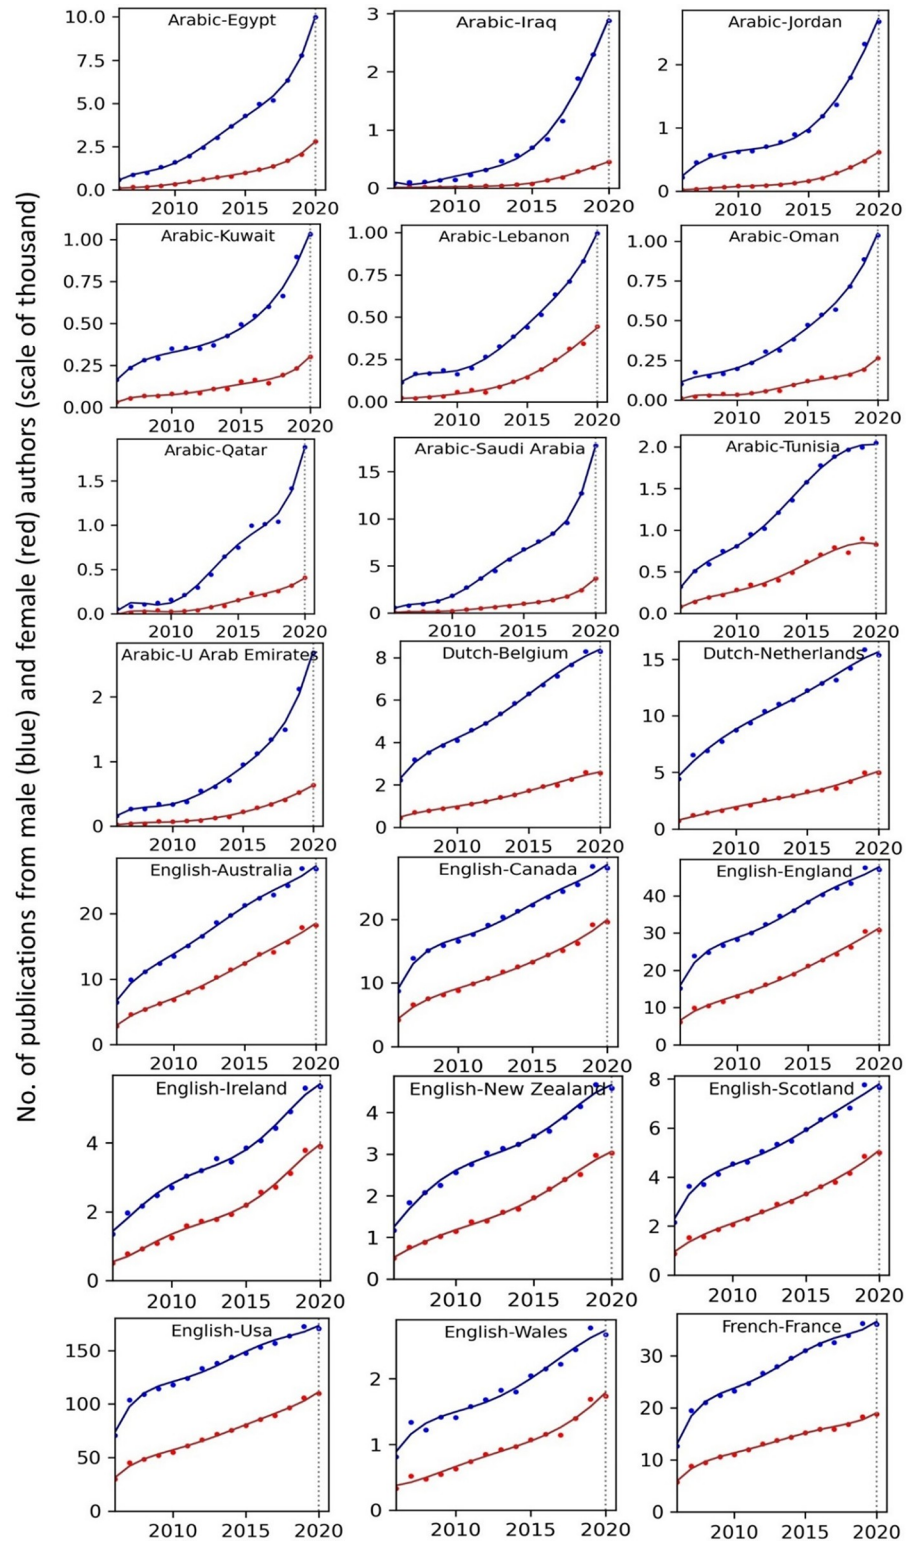 No. of publications from male (blue) and female (red) authors (scale of thousand)
Arabic-Egypt
10.0
7.5
5.0
2.5
0.0
2010 2015 2020
Arabic-Iraq
3
2
1
0
2010 2015 2020
Arabic-Jordan
2
1
0
2010 2015 2020
Arabic-Kuwait
1.00
0.75
0.50
0.25
0.00
2010 2015 2020
Arabic-Lebanon
1.00
0.75
0.50
0.25
0.00
2010 2015 2020
Arabic-Oman
1.00
0.75
0.50
0.25
0.00
2010 2015 2020
Arabic-Qatar
1.5
1.0
0.5
0.0
2010 2015 2020
Arabic-Saudi Arabia
15
10
5
0
2010 2015 2020
Arabic-Tunisia
2.0
1.5
1.0
0.5
0.0
2010 2015 2020
Arabic-U Arab Emirates
2
1
0
2010 2015 2020
Dutch-Belgium
8
6
4
2
0
2010 2015 2020
Dutch-Netherlands
15
10
5
0
2010 2015 2020
English-Australia
20
10
0
2010 2015 2020
English-Canada
20
10
0
2010 2015 2020
English-England
40
30
20
10
0
2010 2015 2020
English-Ireland
4
2
0
2010 2015 2020
English-New Zealand
4
3
2
1
0
2010 2015 2020
English-Scotland
8
6
4
2
0
2010 2015 2020
English-Usa
150
100
50
0
2010 2015 2020
English-Wales
2
1
0
2010 2015 2020
French-France
30
20
10
0
2010 2015 2020